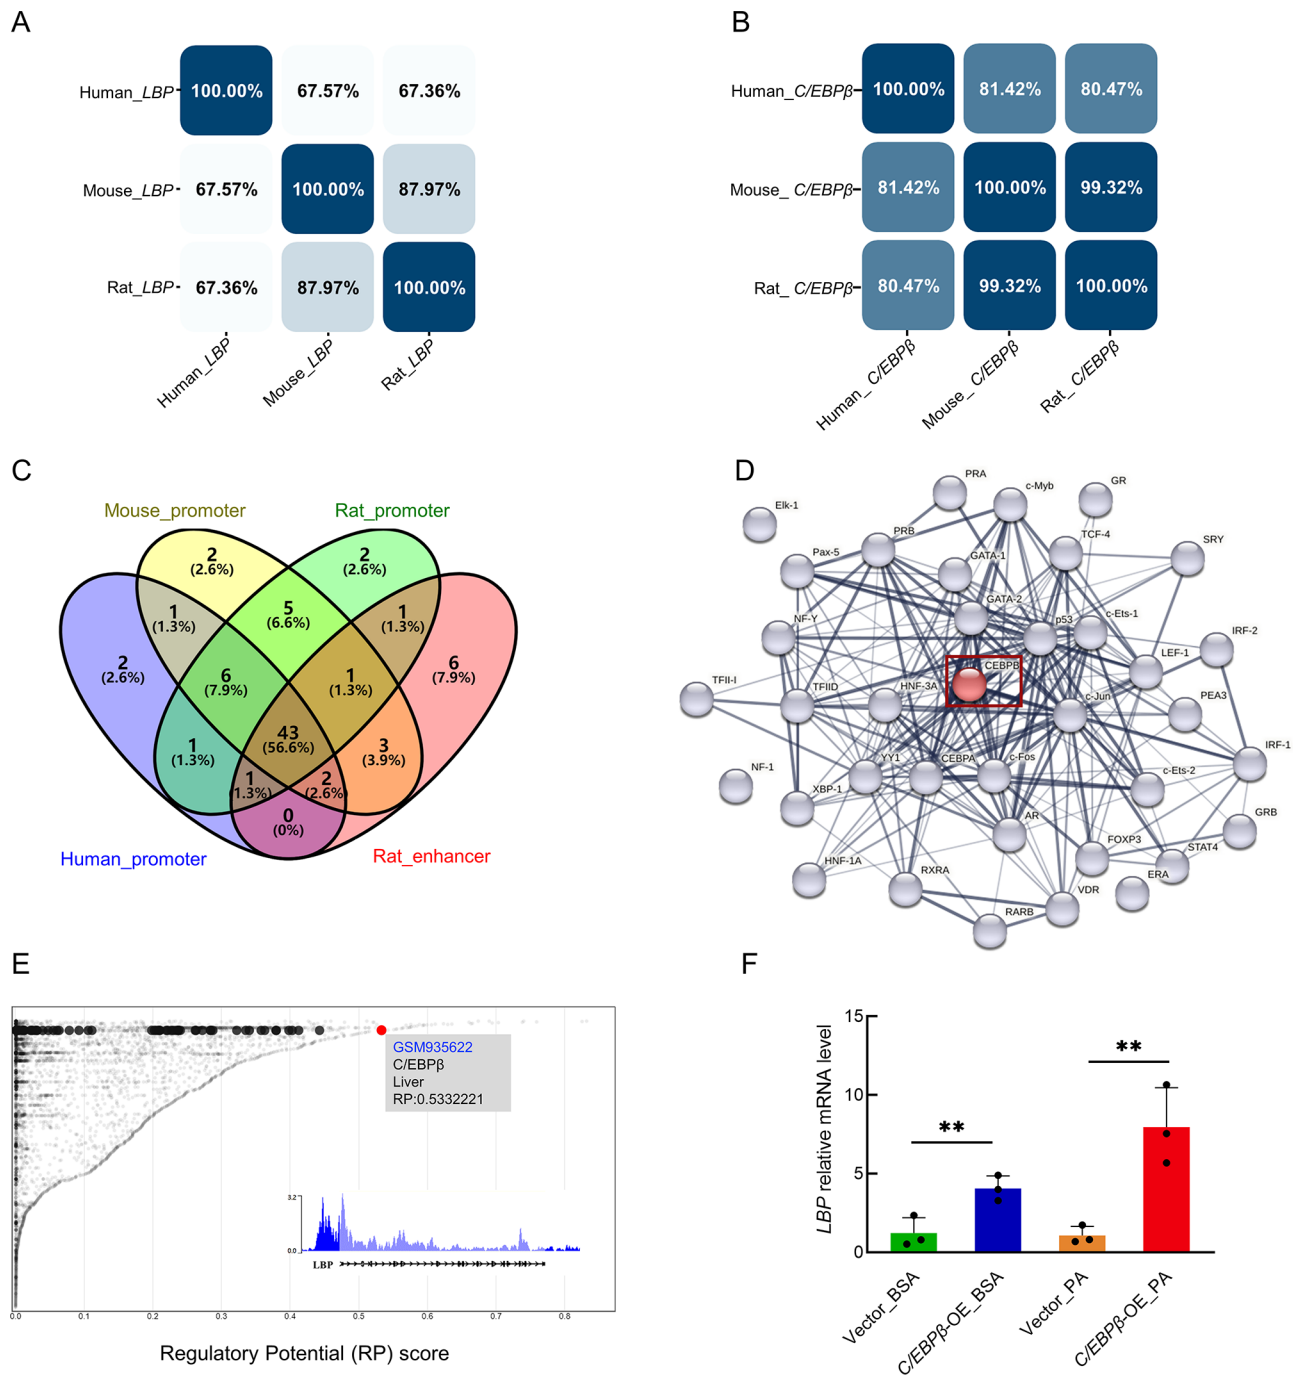 A
B
Human_LBP
100.00%
67.57%
67.36%
Mouse_LBP
67.57%
100.00%
87.97%
Rat_LBP
67.36%
87.97%
100.00%
Human_LBP
Mouse_LBP
Rat_LBP
Human_C/EBPβ
100.00%
81.42%
80.47%
Mouse_ C/EBPβ
81.42%
100.00%
99.32%
Rat_ C/EBPβ
80.47%
99.32%
100.00%
Human_ C/EBPβ
Mouse_ C/EBPβ
Rat_ C/EBPβ
C
Mouse_promoter
Rat_promoter
2
(2.6%)
2
(2.6%)
1
(1.3%)
5
(6.6%)
1
(1.3%)
2
(2.6%)
6
(7.9%)
1
(1.3%)
6
(7.9%)
43
(56.6%)
1
(1.3%)
3
(3.9%)
1
1.3%)
2
(2.6%)
0
(0%)
Human_promoter
Rat_enhancer
D
PRA
c-Myb
GR
Elk-1
PRB
TCF-4
SRY
Pax-5
GATA-1
GATA-2
c-Ets-1
NF-Y
p53
IRF-2
LEF-1
CEBPB
TFII-I
TFIID
HNF-3A
c-Jun
PEA3
IRF-1
NF-1
YY1
CEBPA
c-Fos
c-Ets-2
XBP-1
AR
GRB
FOXP3
STAT4
HNF-1A
RXRA
ERA
VDR
RARB
E
GSM935622
C/EBPβ
Liver
RP:0.5332221
3.2
0.0
LBP
0.0
0.1
0.2
0.3
0.4
0.5
0.6
0.7
0.8
Regulatory Potential (RP) score
F
LBP relative mRNA level
15
10
5
0
**
**
Vector_BSA
C/EBPβ-OE_BSA
Vector_PA
C/EBPβ-OE_PA